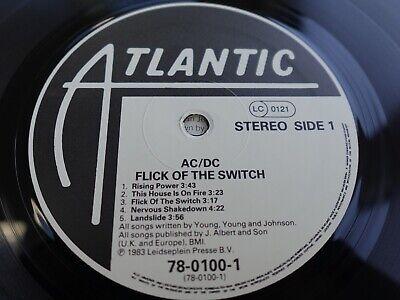 ATLANTIC
LC 0121
STEREO SIDE 1
AC/DC
FLICK OF THE SWITCH
1. Rising Power 3:43
2. This House Is On Fire 3:23
3. Flick Of The Switch 3:17
4. Nervous Shakedown 4:22
5. Landslide 3:56
All songs written by Young, Young and Johnson.
All songs published by J. Albert and Son
(U.K. and Europe), BMI.
℗ 1983 Leidseplein Presse B.V.
78-0100-1
(78-0100-1)